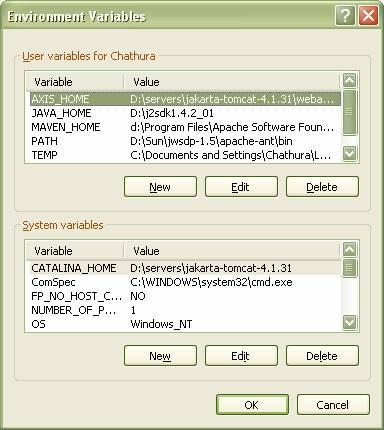 Environment Variables
User variables for Chathura
Variable Value
AXIS_HOME D:\servers\jakarta-tomcat-4.1.31\weba...
JAVA_HOME D:\j2sdk1.4.2_01
MAVEN_HOME d:\Program Files\Apache Software Foun...
PATH D:\Sun\jwsdp-1.5\apache-ant\bin
TEMP C:\Documents and Settings\Chathura\L...
New Edit Delete
System variables
Variable Value
CATALINA_HOME D:\servers\jakarta-tomcat-4.1.31
ComSpec C:\WINDOWS\system32\cmd.exe
FP_NO_HOST_C... NO
NUMBER_OF_P... 1
OS Windows_NT
New Edit Delete
OK Cancel